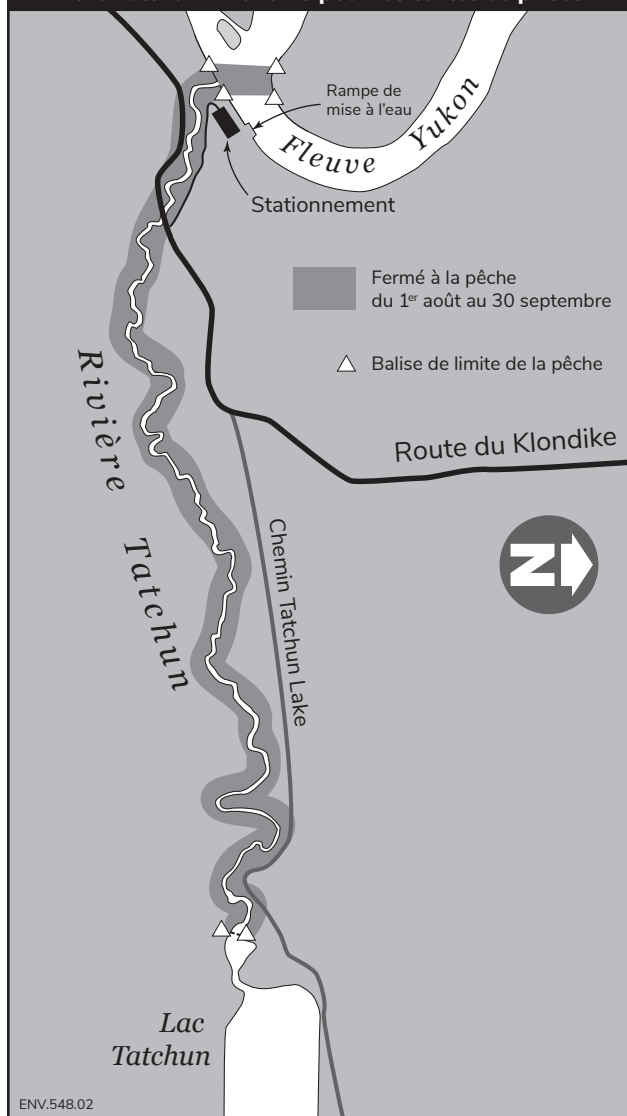 Rampe de
mise à l'eau
Fleuve Yukon
Stationnement
Fermé à la pêche
du 1er août au 30 septembre
Balise de limite de la pêche
Rivière Tatchun
Route du Klondike
N
Chemin Tatchun Lake
Lac
Tatchun
ENV.548.02